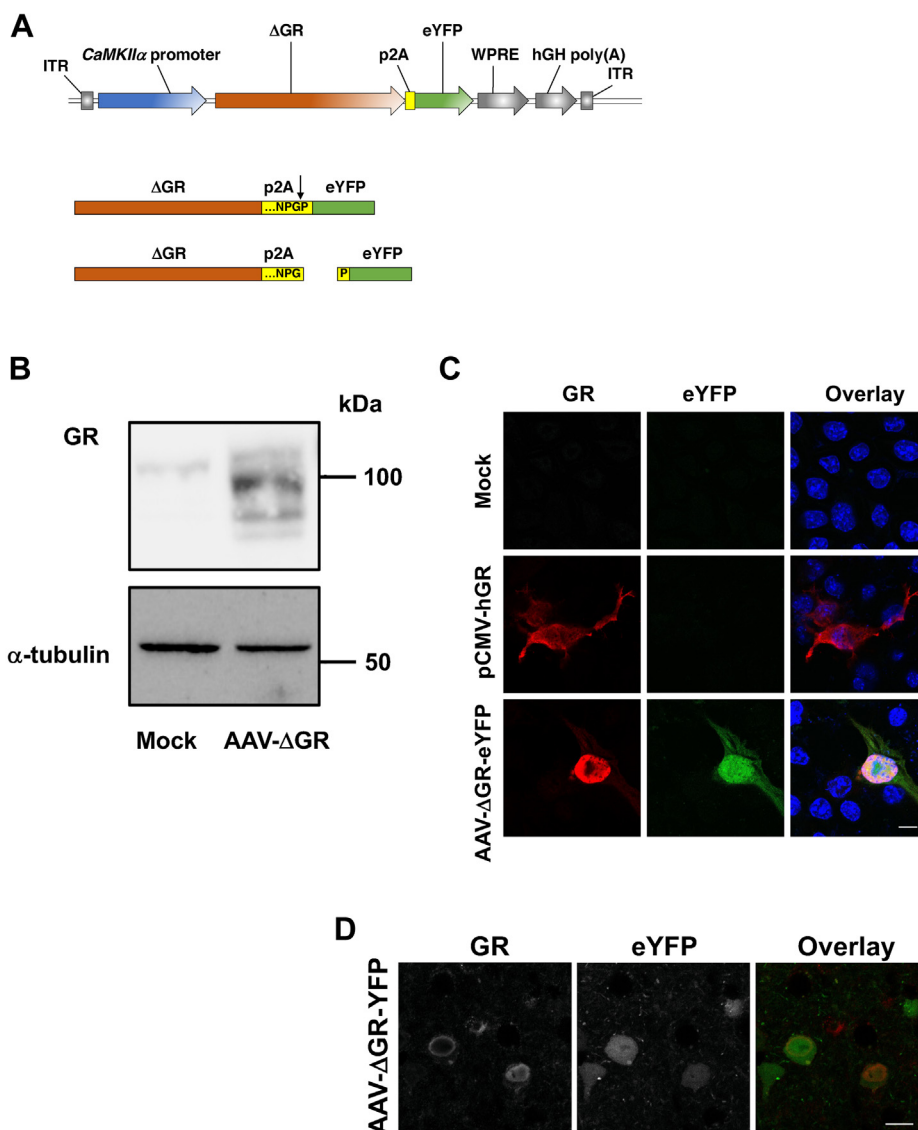 A
ΔGR
eYFP
CaMKIIα promoter
p2A
WPRE
hGH poly(A)
ITR
ITR
ΔGR
p2A
eYFP
...NPGP
ΔGR
p2A
eYFP
...NPG
P
B
kDa
GR
100
α-tubulin
50
Mock
AAV-ΔGR
C
GR
eYFP
Overlay
Mock
pCMV-hGR
AAV-ΔGR-eYFP
D
GR
eYFP
Overlay
AAV-ΔGR-YFP